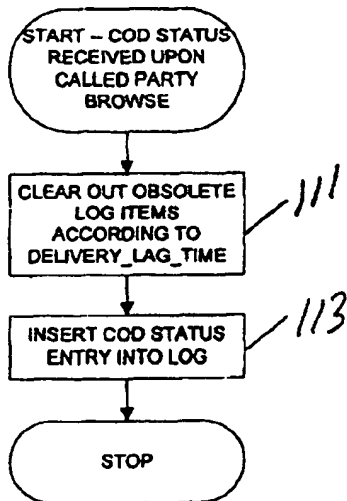 START – COD STATUS
RECEIVED UPON
CALLED PARTY
BROWSE
CLEAR OUT OBSOLETE
LOG ITEMS
ACCORDING TO
DELIVERY_LAG_TIME
111
INSERT COD STATUS
ENTRY INTO LOG
113
STOP